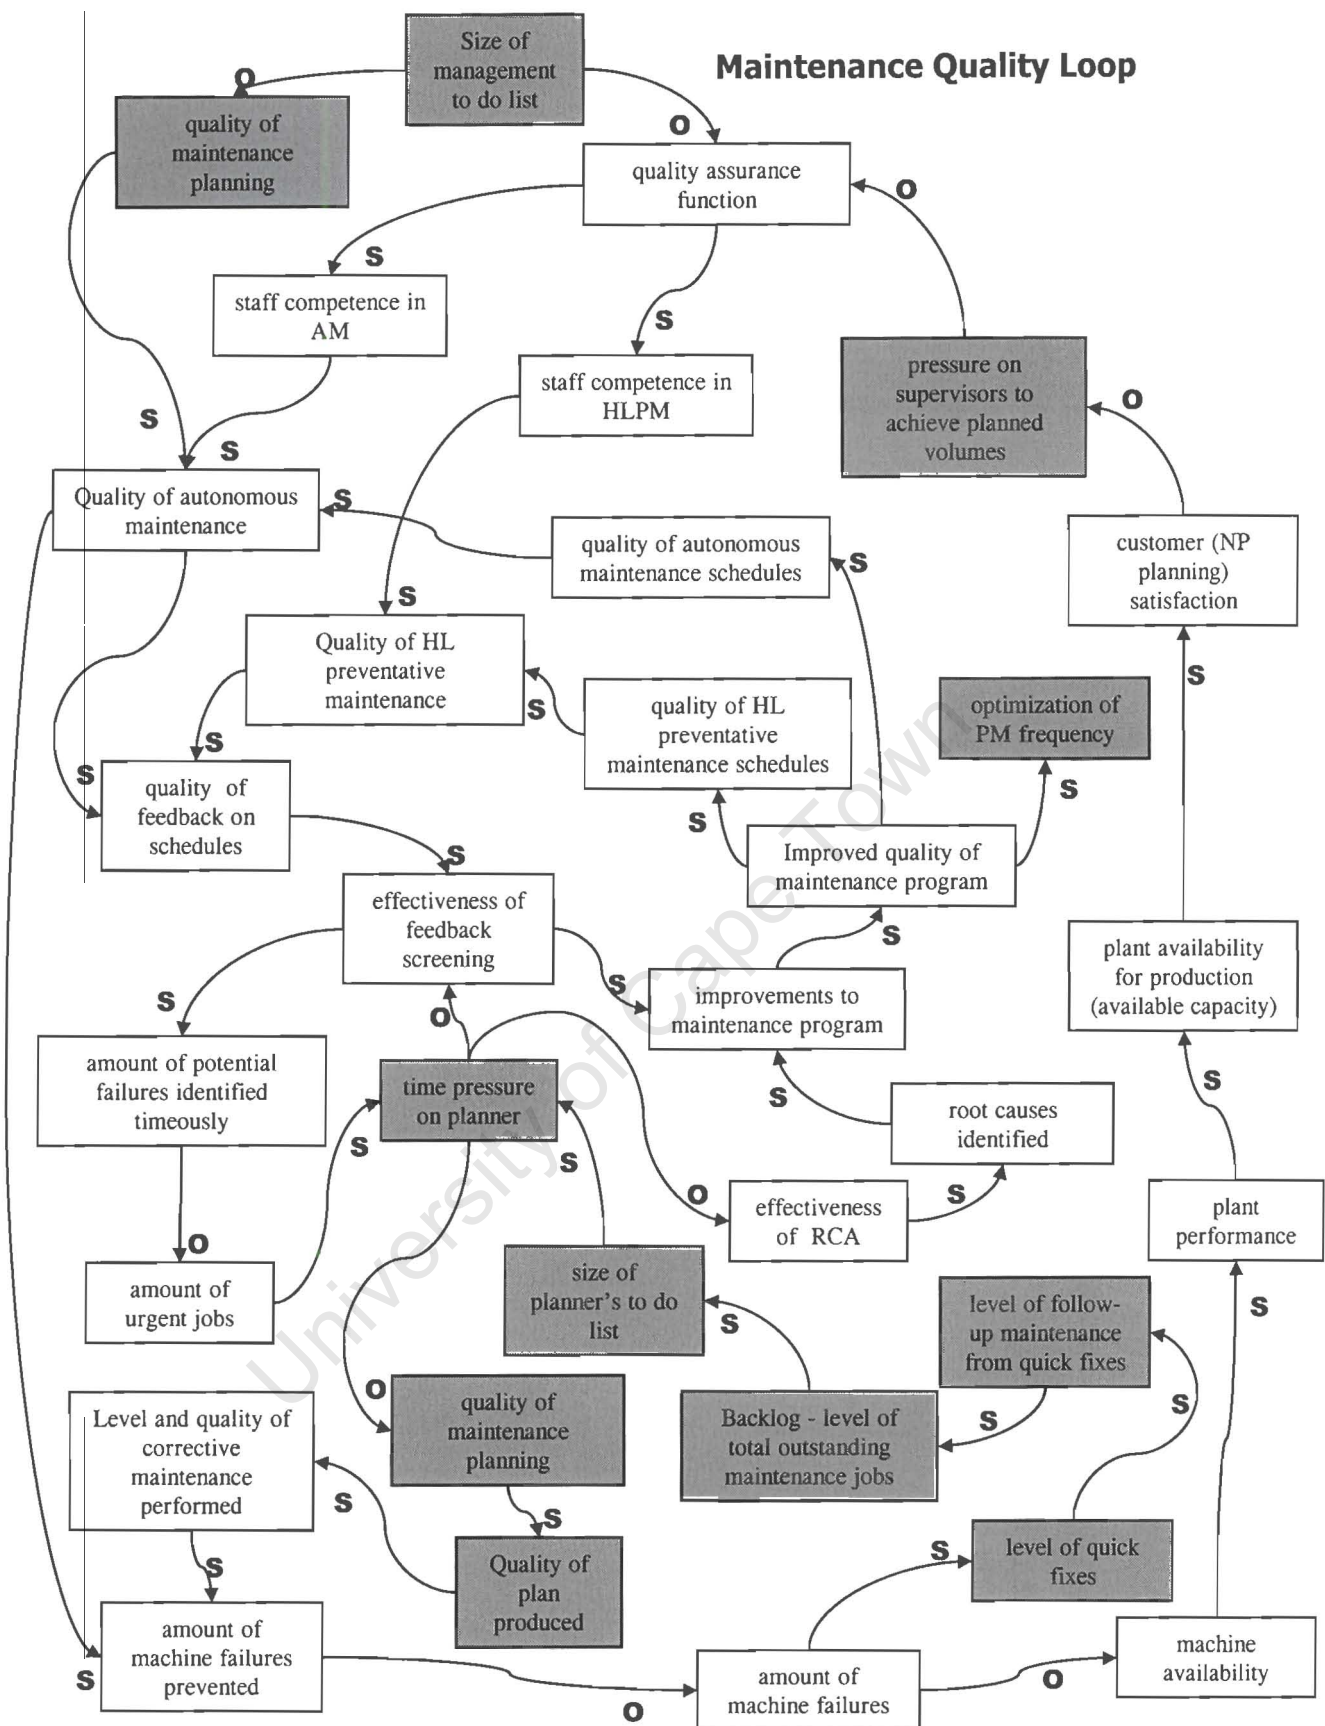 Maintenance Quality Loop
Size of
management
to do list
O
quality of
maintenance
planning
O
quality assurance
function
O
S
staff competence in
AM
S
staff competence in
HLPM
pressure on
supervisors to
achieve planned
volumes
O
S
S
Quality of autonomous
maintenance
S
quality of autonomous
maintenance schedules
S
customer (NP
planning)
satisfaction
S
Quality of HL
preventative
maintenance
S
quality of HL
preventative
maintenance schedules
optimization of
PM frequency
S
S
S
quality of
feedback on
schedules
S
S
Improved quality of
maintenance program
S
effectiveness of
feedback
screening
S
plant availability
for production
(available capacity)
S
improvements to
maintenance program
S
O
amount of potential
failures identified
timeously
time pressure
on planner
S
S
root causes
identified
S
S
O
effectiveness
of RCA
S
plant
performance
O
amount of
urgent jobs
size of
planner's to do
list
S
level of follow-
up maintenance
from quick fixes
S
O
quality of
maintenance
planning
Level and quality of
corrective
maintenance
performed
Backlog - level of
total outstanding
maintenance jobs
S
S
S
S
Quality of
plan
produced
S
level of quick
fixes
S
amount of
machine failures
prevented
S
O
amount of
machine failures
O
machine
availability
University of Cape Town